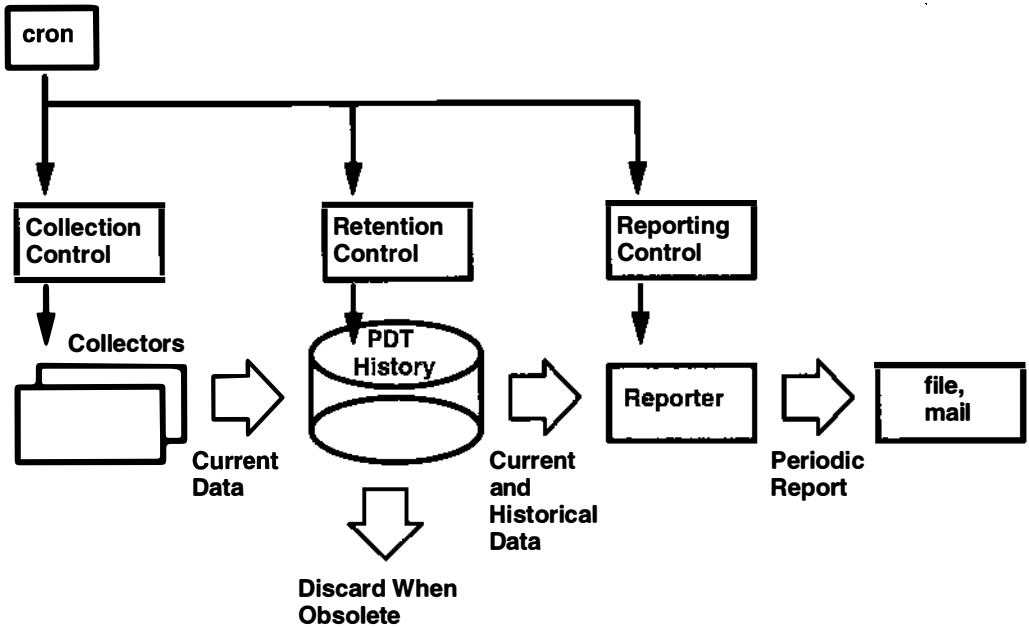 cron
Collection
Control
Retention
Control
Reporting
Control
Collectors
PDT
History
Reporter
file,
mail
Current
Data
Current
and
Historical
Data
Periodic
Report
Discard When
Obsolete